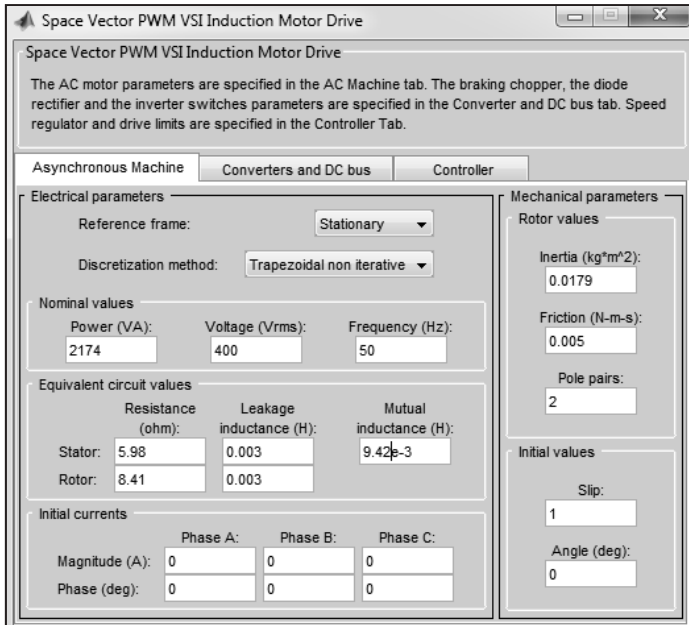 Space Vector PWM VSI Induction Motor Drive
Space Vector PWM VSI Induction Motor Drive
The AC motor parameters are specified in the AC Machine tab. The braking chopper, the diode
rectifier and the inverter switches parameters are specified in the Converter and DC bus tab. Speed
regulator and drive limits are specified in the Controller Tab.
Asynchronous Machine Converters and DC bus Controller
Electrical parameters
Reference frame: Stationary
Discretization method: Trapezoidal non iterative
Nominal values
Power (VA): Voltage (Vrms): Frequency (Hz):
2174 400 50
Equivalent circuit values
Resistance (ohm): Leakage inductance (H): Mutual inductance (H):
Stator: 5.98 0.003 9.42e-3
Rotor: 8.41 0.003
Initial currents
Phase A: Phase B: Phase C:
Magnitude (A): 0 0 0
Phase (deg): 0 0 0
Mechanical parameters
Rotor values
Inertia (kg*m^2):
0.0179
Friction (N-m-s):
0.005
Pole pairs:
2
Initial values
Slip:
1
Angle (deg):
0